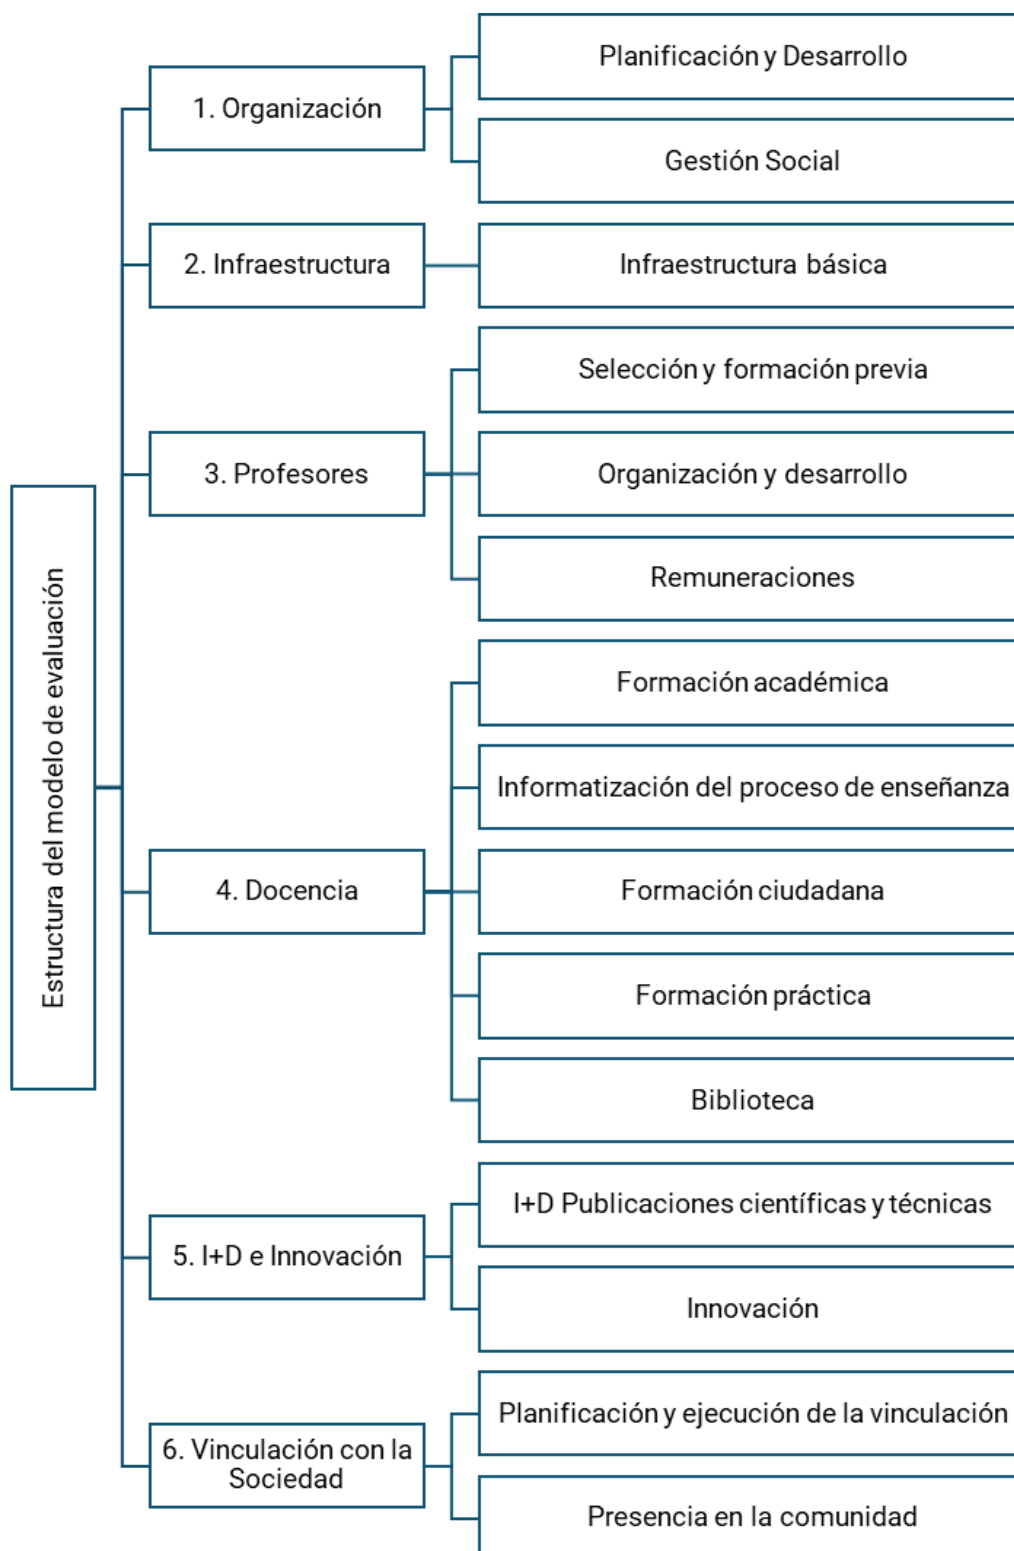 Estructura del modelo de evaluación
1. Organización
Planificación y Desarrollo
Gestión Social
2. Infraestructura
Infraestructura básica
3. Profesores
Selección y formación previa
Organización y desarrollo
Remuneraciones
4. Docencia
Formación académica
Informatización del proceso de enseñanza
Formación ciudadana
Formación práctica
Biblioteca
5. I+D e Innovación
I+D Publicaciones científicas y técnicas
Innovación
6. Vinculación con la
Sociedad
Planificación y ejecución de la vinculación
Presencia en la comunidad